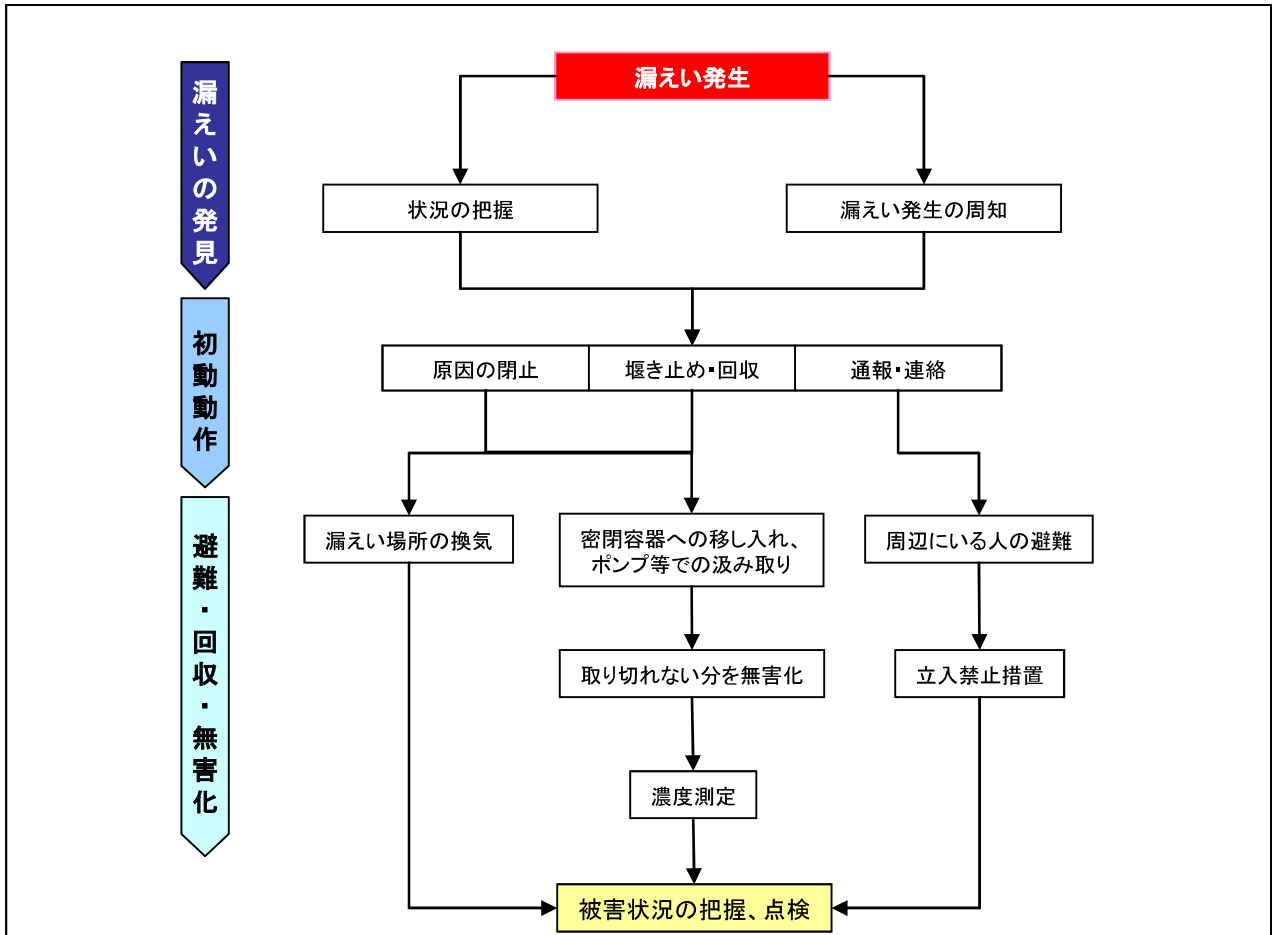 漏えいの発見
漏えい発生
状況の把握
漏えい発生の周知
初動動作
原因の閉止
堰き止め・回収
通報・連絡
避難・回収・無害化
漏えい場所の換気
密閉容器への移し入れ、
ポンプ等での汲み取り
周辺にいる人の避難
取り切れない分を無害化
立入禁止措置
濃度測定
被害状況の把握、点検